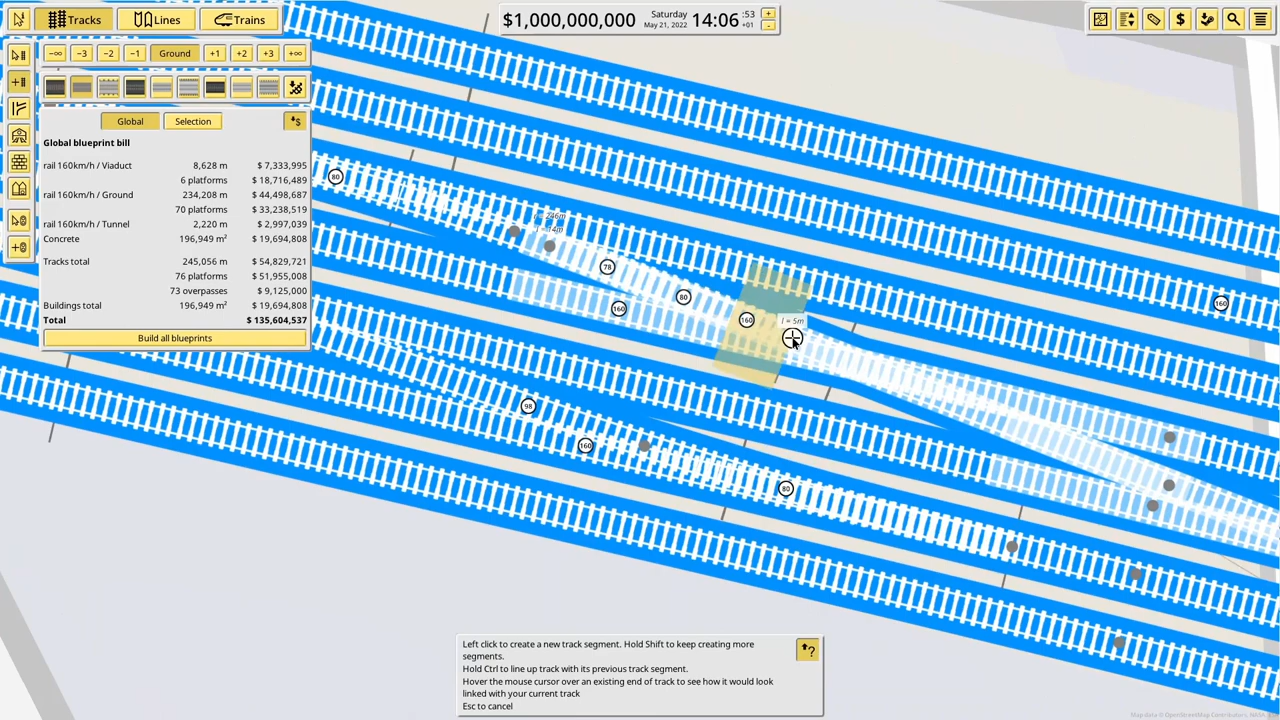 Tracks
Lines
Trains
$1,000,000,000
Saturday
May 21, 2022
14:06
:53
+01
+
-
−∞
−3
−2
−1
Ground
+1
+2
+3
+∞
Global
Selection
$
Global blueprint bill
rail 160km/h / Viaduct 8,628 m $ 7,333,995
6 platforms $ 18,716,489
rail 160km/h / Ground 234,208 m $ 44,498,687
70 platforms $ 33,238,519
rail 160km/h / Tunnel 2,220 m $ 2,997,039
Concrete 196,949 m² $ 19,694,808
Tracks total 245,056 m $ 54,829,721
76 platforms $ 51,955,008
73 overpasses $ 9,125,000
Buildings total 196,949 m² $ 19,694,808
Total $ 135,604,537
Build all blueprints
80
78
80
160
160
l = 5m
160
98
160
80
Left click to create a new track segment. Hold Shift to keep creating more
segments.
Hold Ctrl to line up track with its previous track segment.
Hover the mouse cursor over an existing end of track to see how it would look
linked with your current track
Esc to cancel
?